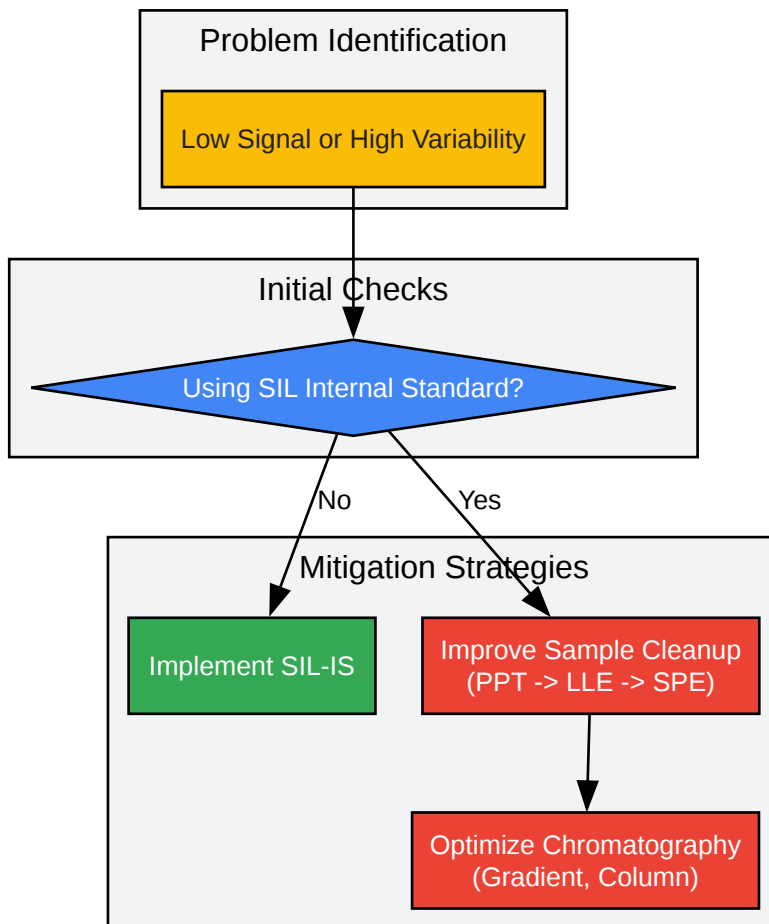 Problem Identification
Low Signal or High Variability
Initial Checks
Using SIL Internal Standard?
No
Yes
Mitigation Strategies
Implement SIL-IS
Improve Sample Cleanup
(PPT -> LLE -> SPE)
Optimize Chromatography
(Gradient, Column)